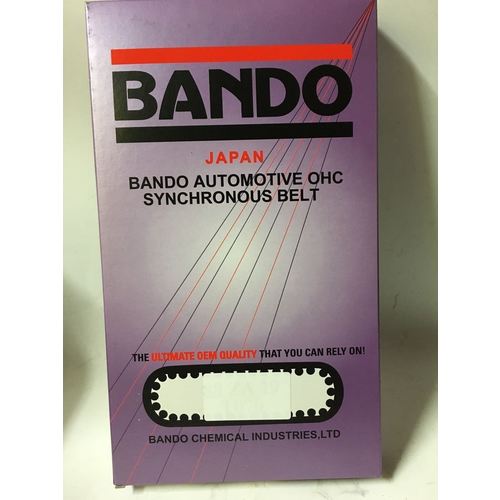 BANDO
JAPAN
BANDO AUTOMOTIVE OHC
SYNCHRONOUS BELT
THE ULTIMATE OEM QUALITY THAT YOU CAN RELY ON!
BANDO CHEMICAL INDUSTRIES,LTD